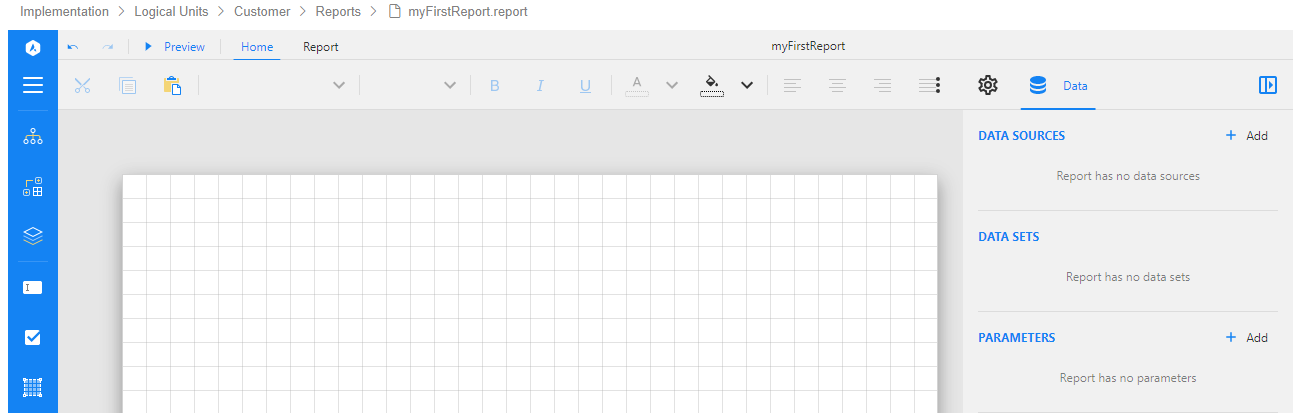 Implementation > Logical Units > Customer > Reports > myFirstReport.report
Preview Home Report myFirstReport
B I U A Data
DATA SOURCES + Add
Report has no data sources
DATA SETS
Report has no data sets
PARAMETERS + Add
Report has no parameters